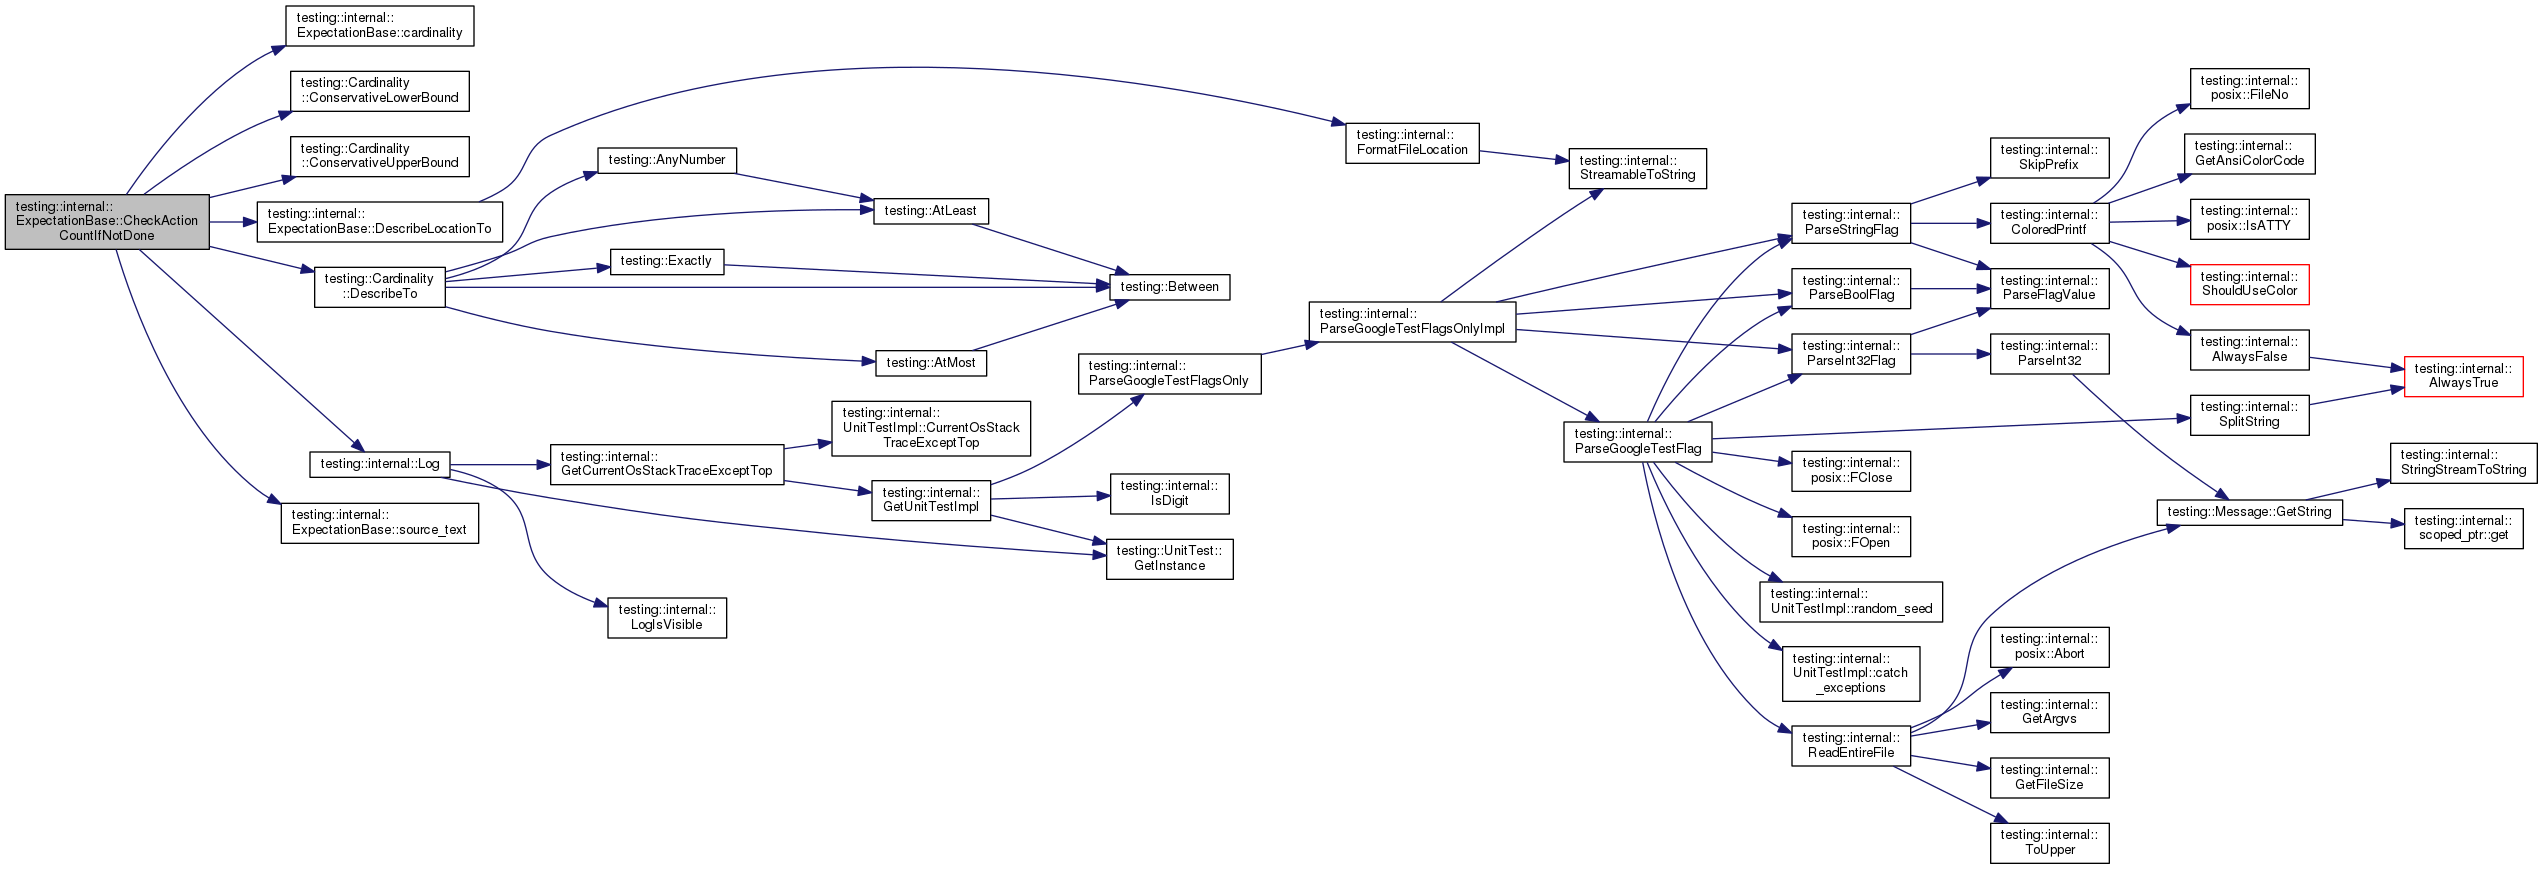 testing::internal::
ExpectationBase::CheckAction
CountIfNotDone
testing::internal::
ExpectationBase::cardinality
testing::Cardinality
::ConservativeLowerBound
testing::Cardinality
::ConservativeUpperBound
testing::internal::
ExpectationBase::DescribeLocationTo
testing::Cardinality
::DescribeTo
testing::internal::Log
testing::internal::
ExpectationBase::source_text
testing::AnyNumber
testing::Exactly
testing::internal::
GetCurrentOsStackTraceExceptTop
testing::internal::
LogIsVisible
testing::AtLeast
testing::AtMost
testing::internal::
UnitTestImpl::CurrentOsStack
TraceExceptTop
testing::internal::
GetUnitTestImpl
testing::Between
testing::internal::
ParseGoogleTestFlagsOnly
testing::internal::
IsDigit
testing::UnitTest::
GetInstance
testing::internal::
FormatFileLocation
testing::internal::
ParseGoogleTestFlagsOnlyImpl
testing::internal::
StreamableToString
testing::internal::
ParseGoogleTestFlag
testing::internal::
ParseStringFlag
testing::internal::
ParseBoolFlag
testing::internal::
ParseInt32Flag
testing::internal::
posix::FClose
testing::internal::
posix::FOpen
testing::internal::
UnitTestImpl::random_seed
testing::internal::
UnitTestImpl::catch
_exceptions
testing::internal::
ReadEntireFile
testing::internal::
SkipPrefix
testing::internal::
ColoredPrintf
testing::internal::
ParseFlagValue
testing::internal::
ParseInt32
testing::internal::
posix::Abort
testing::internal::
GetArgvs
testing::internal::
GetFileSize
testing::internal::
ToUpper
testing::internal::
posix::FileNo
testing::internal::
GetAnsiColorCode
testing::internal::
posix::IsATTY
testing::internal::
ShouldUseColor
testing::internal::
AlwaysFalse
testing::internal::
SplitString
testing::Message::GetString
testing::internal::
AlwaysTrue
testing::internal::
StringStreamToString
testing::internal::
scoped_ptr::get